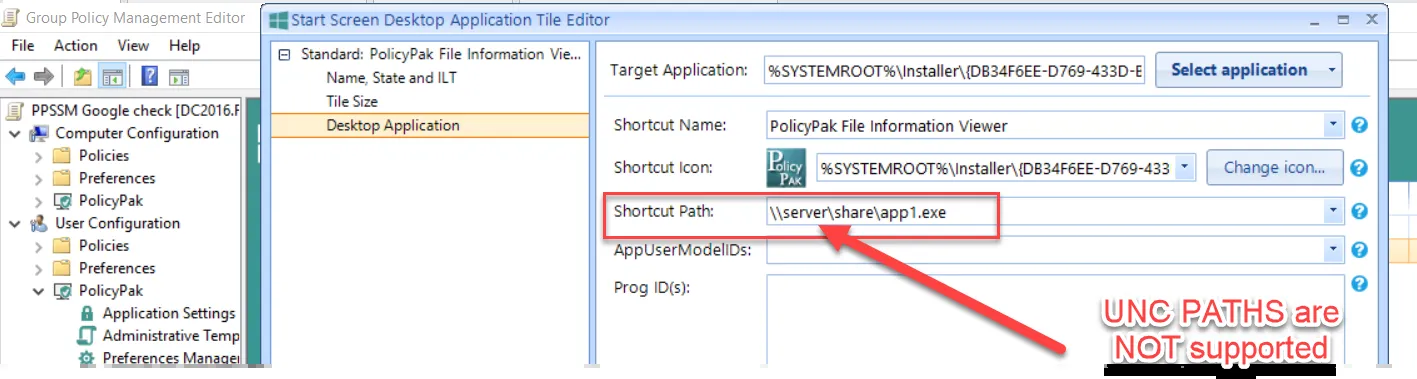 Group Policy Management Editor
File Action View Help
PPSSM Google check [DC2016.F
Computer Configuration
Policies
Preferences
PolicyPak
User Configuration
Policies
Preferences
PolicyPak
Application Settings
Administrative Temp
Preferences Manager
Start Screen Desktop Application Tile Editor
Standard: PolicyPak File Information Vie...
Name, State and ILT
Tile Size
Desktop Application
Target Application: %SYSTEMROOT%\Installer\{DB34F6EE-D769-433D-E Select application
Shortcut Name: PolicyPak File Information Viewer
Shortcut Icon: Policy Pak %SYSTEMROOT%\Installer\{DB34F6EE-D769-433 Change icon...
Shortcut Path: \\server\share\app1.exe
AppUserModelIDs:
Prog ID(s):
UNC PATHS are
NOT supported